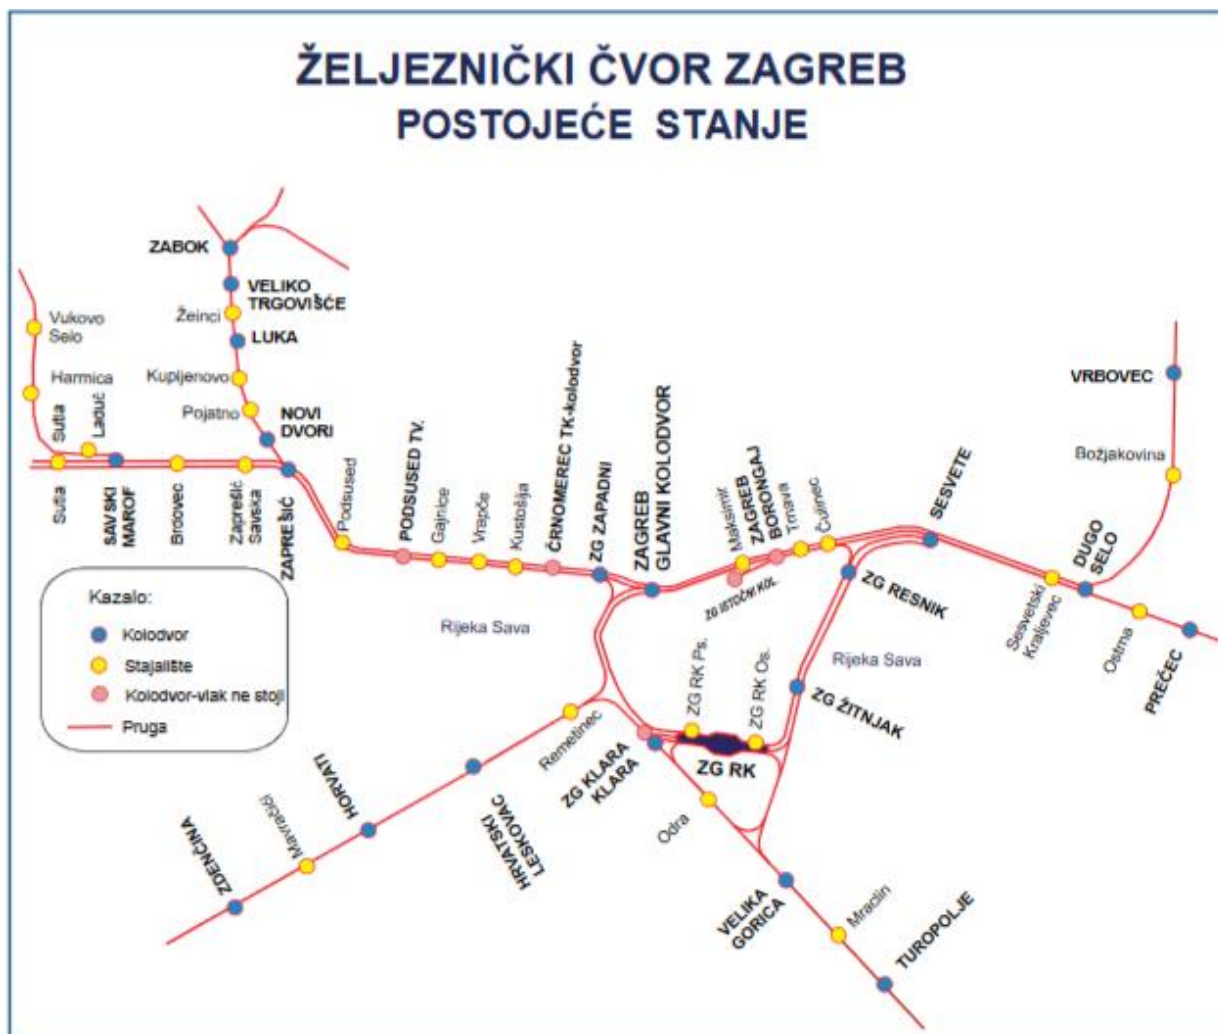 ŽELJEZNIČKI ČVOR ZAGREB
POSTOJEĆE STANJE
ZABOK
VELIKO
TRGOVIŠĆE
Žeinci
LUKA
Kupljenovo
Pojatno
NOVI
DVORI
Vukovo
Selo
Harmica
Sutla
Laduč
Sutla
SAVSKI
MAROF
Brdovec
Zaprešić
Savska
ZAPREŠIĆ
Podsused
PODSUSED TV.
Gajnice
Vrapče
Kustošija
ČRNOMEREC TK-kolodvor
ZG ZAPADNI
ZAGREB
GLAVNI KOLODVOR
Maksimir
ZAGREB
BORONGAJ
Trnava
Čulinec
ZG ISTOČNI KOL.
SESVETE
ZG RESNIK
VRBOVEC
Božjakovina
DUGO
SELO
Sesvetski
Kraljevec
Ostrna
PREČEC
Kazalo:
Kolodvor
Stajalište
Kolodvor-vlak ne stoji
Pruga
Rijeka Sava
Rijeka Sava
ZG RK Ps.
ZG RK Os.
ZG ŽITNJAK
ZG RK
Remetinec
ZG KLARA
KLARA
HRVATSKI
LESKOVAC
HORVATI
Mavračići
ZDENČINA
Odra
VELIKA
GORICA
Mraclin
TUROPOLJE